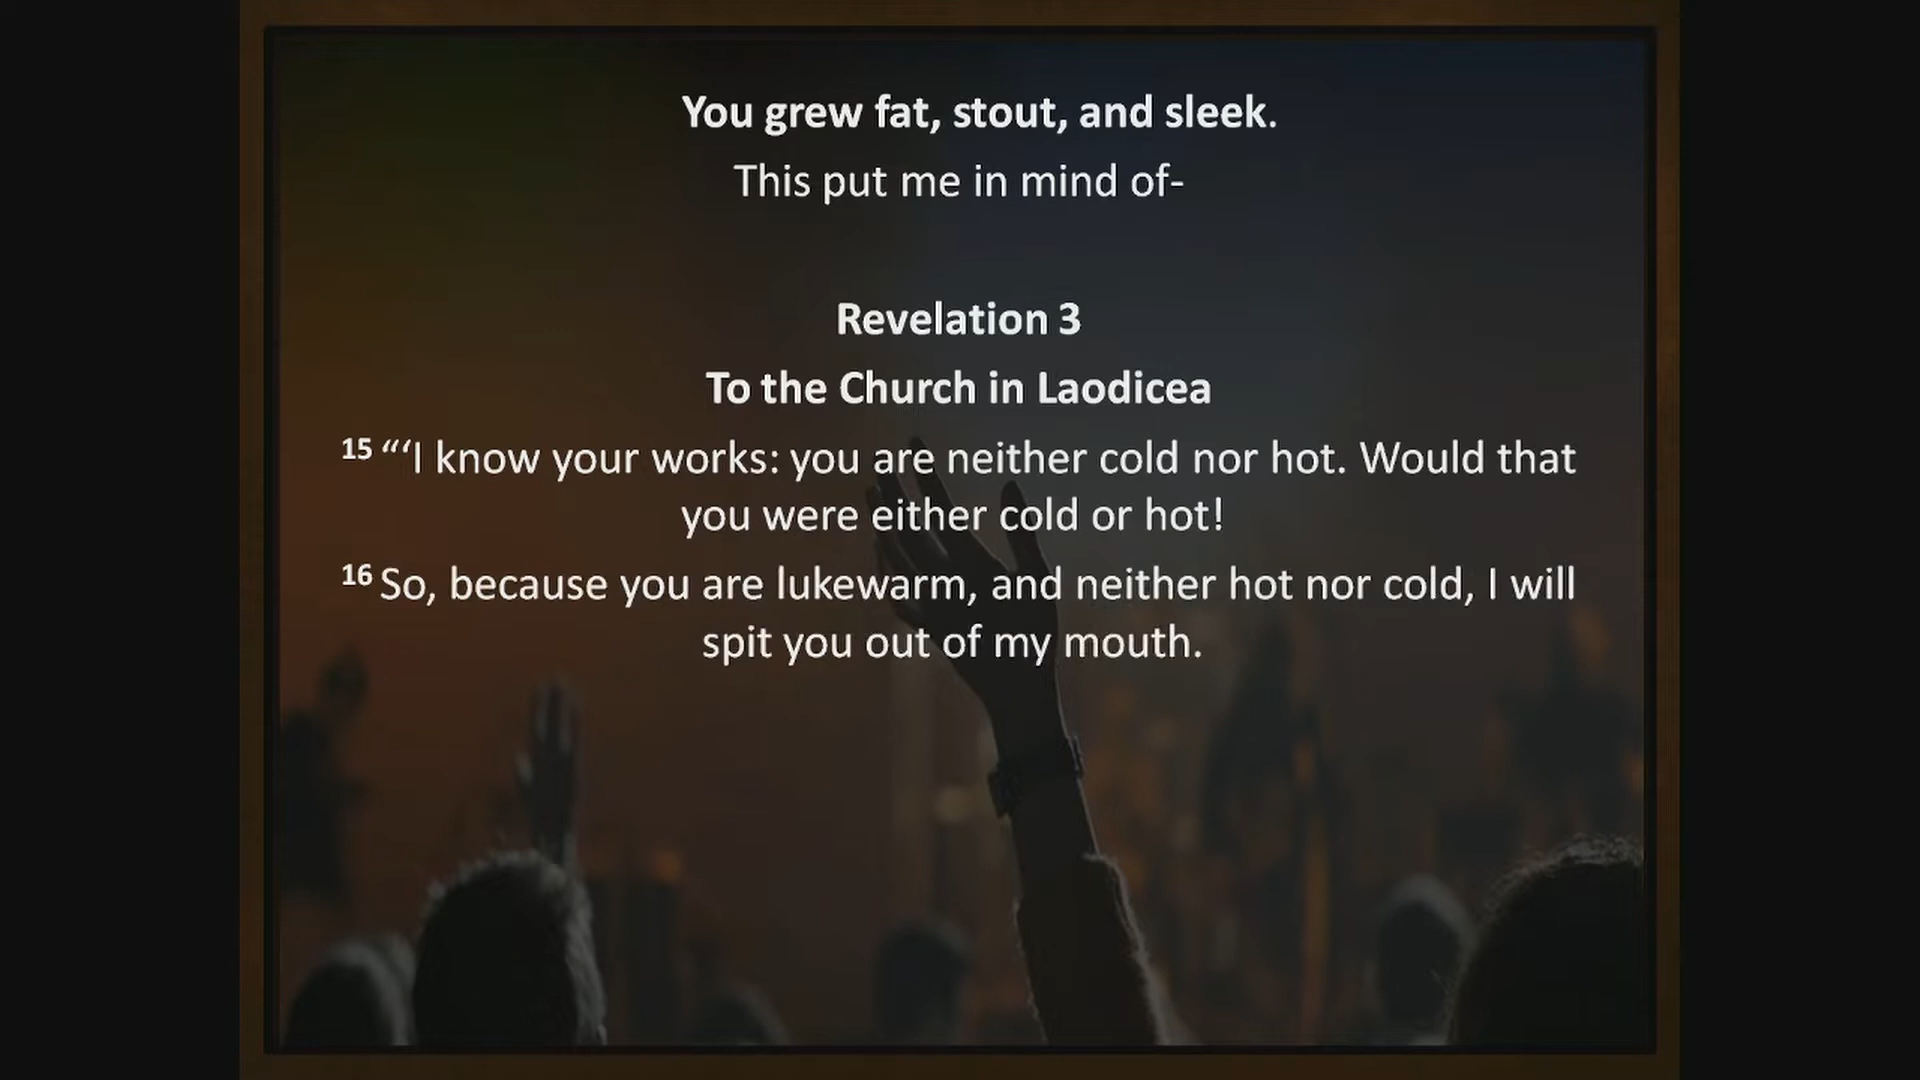 You grew fat, stout, and sleek.
This put me in mind of-
Revelation 3
To the Church in Laodicea
15 “‘I know your works: you are neither cold nor hot. Would that
you were either cold or hot!
16 So, because you are lukewarm, and neither hot nor cold, I will
spit you out of my mouth.